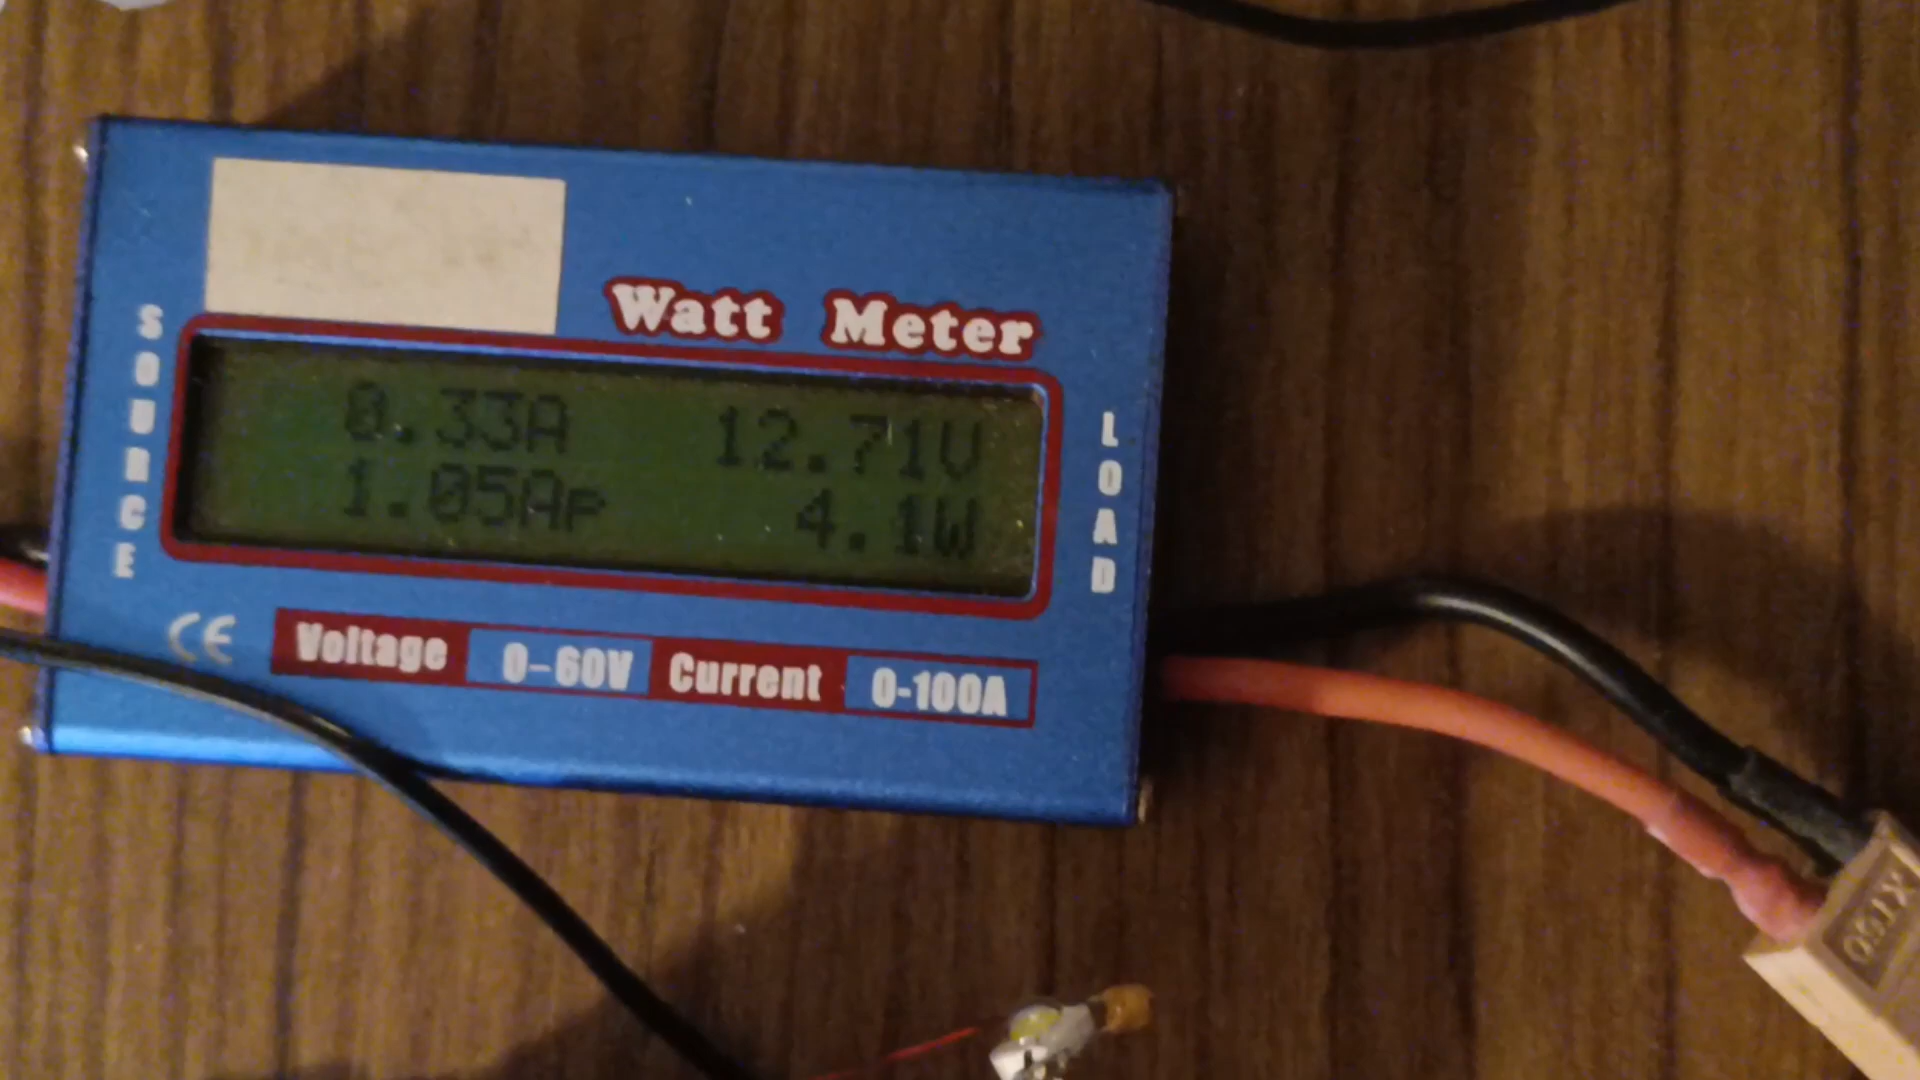 Watt Meter
SOURCE
0.33A 12.71V
1.05Ap 4.1W
LOAD
CE
Voltage 0-60V Current 0-100A
XT60